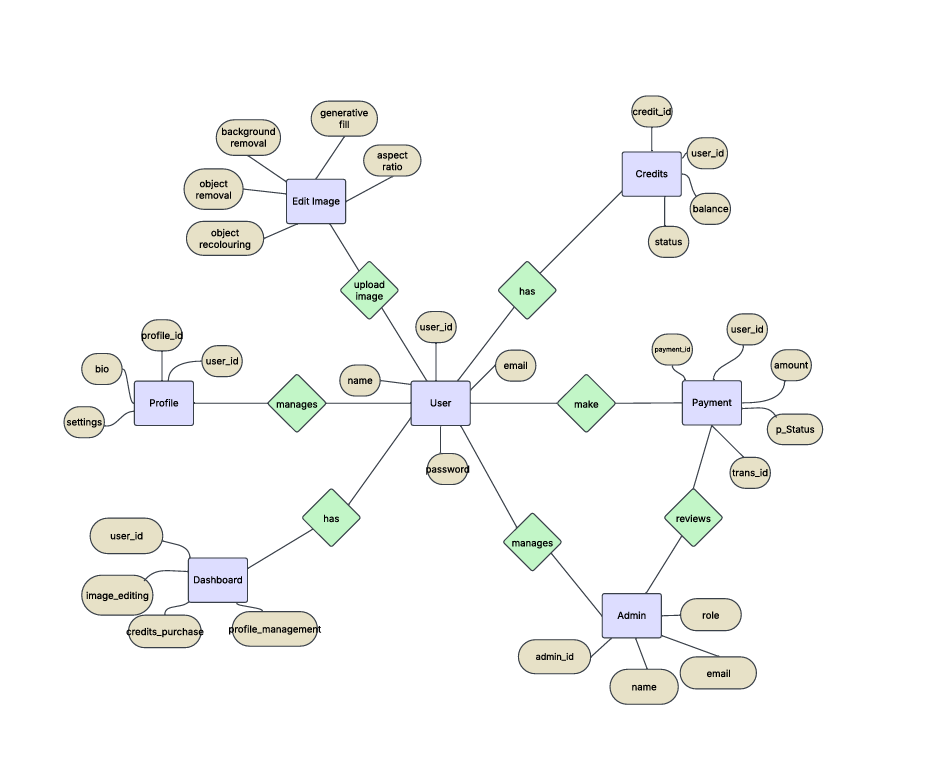 credit_id
generative
fill
background
removal
user_id
aspect
ratio
Credits
object
removal
Edit Image
balance
object
recolouring
status
upload
image
has
user_id
user_id
profile_id
payment_id
user_id
bio
email
amount
name
Profile
manages
User
make
Payment
settings
p_Status
password
trans_id
has
reviews
user_id
manages
Dashboard
image_editing
credits_purchase
profile_management
Admin
role
admin_id
email
name